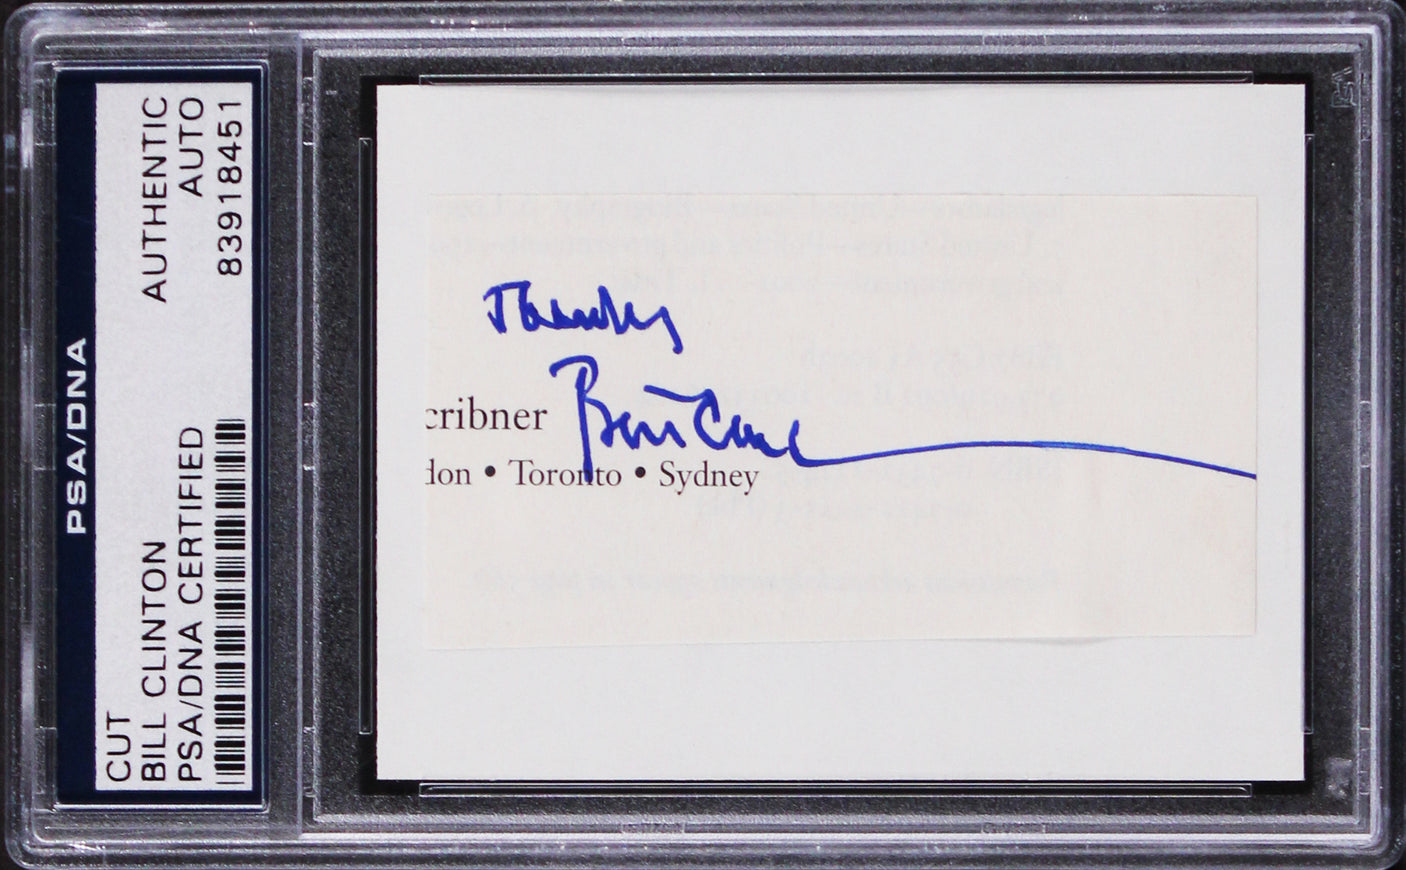 PSA/DNA
CUT AUTHENTIC
BILL CLINTON AUTO
PSA/DNA CERTIFIED 83918451
Thanks
Bill Clinton
cribner
don • Toronto • Sydney